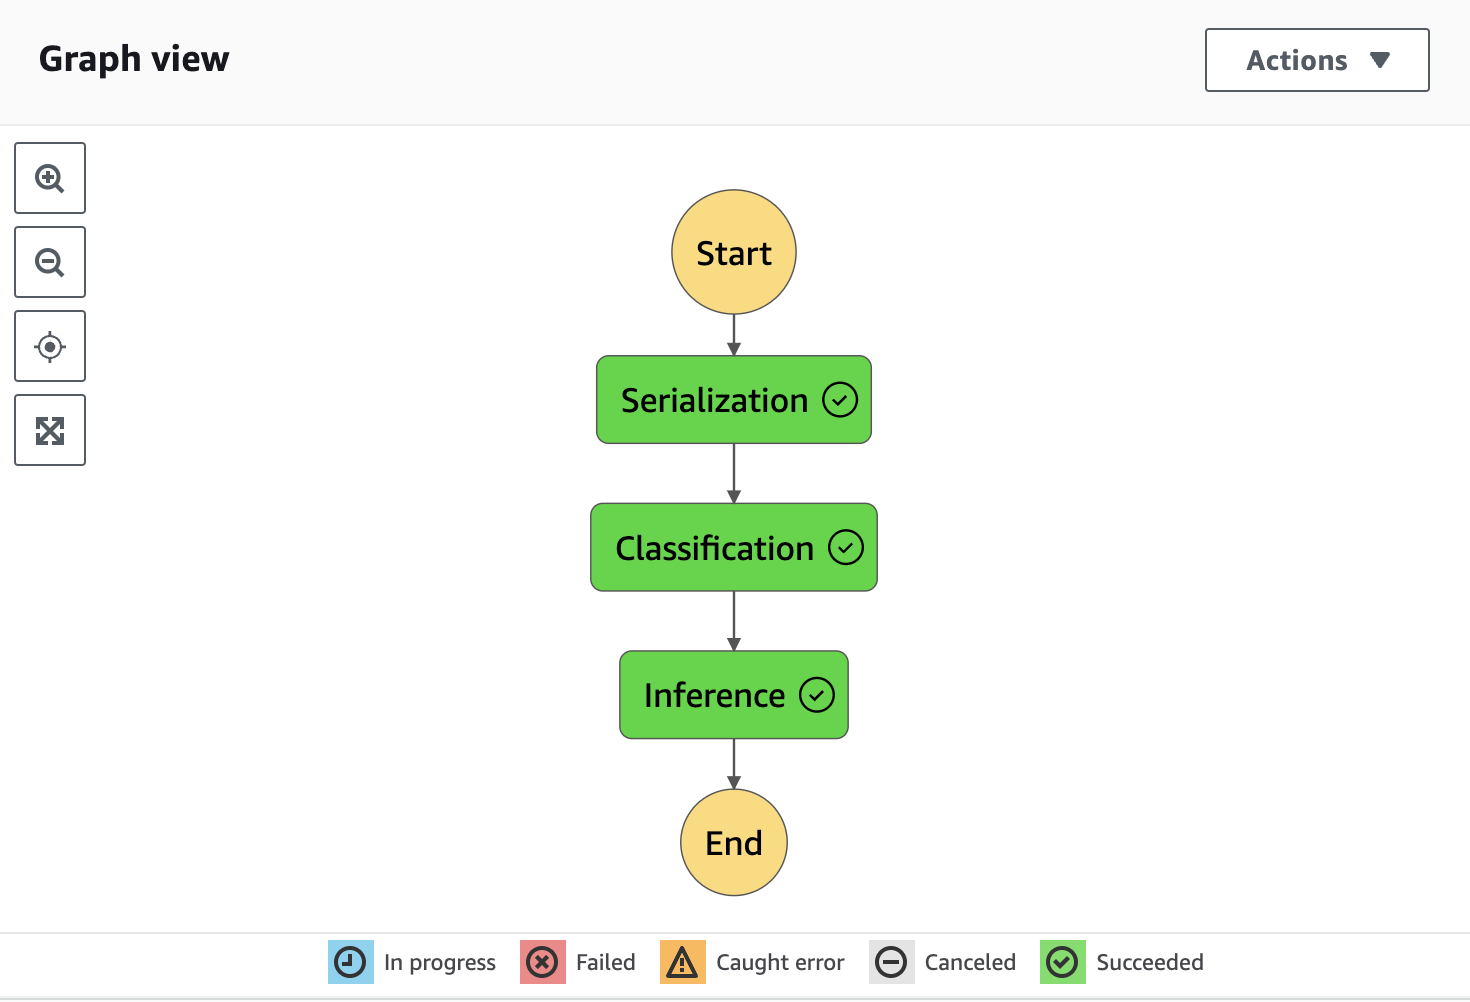 Graph view
Actions
Start
Serialization
Classification
Inference
End
In progress Failed Caught error Canceled Succeeded